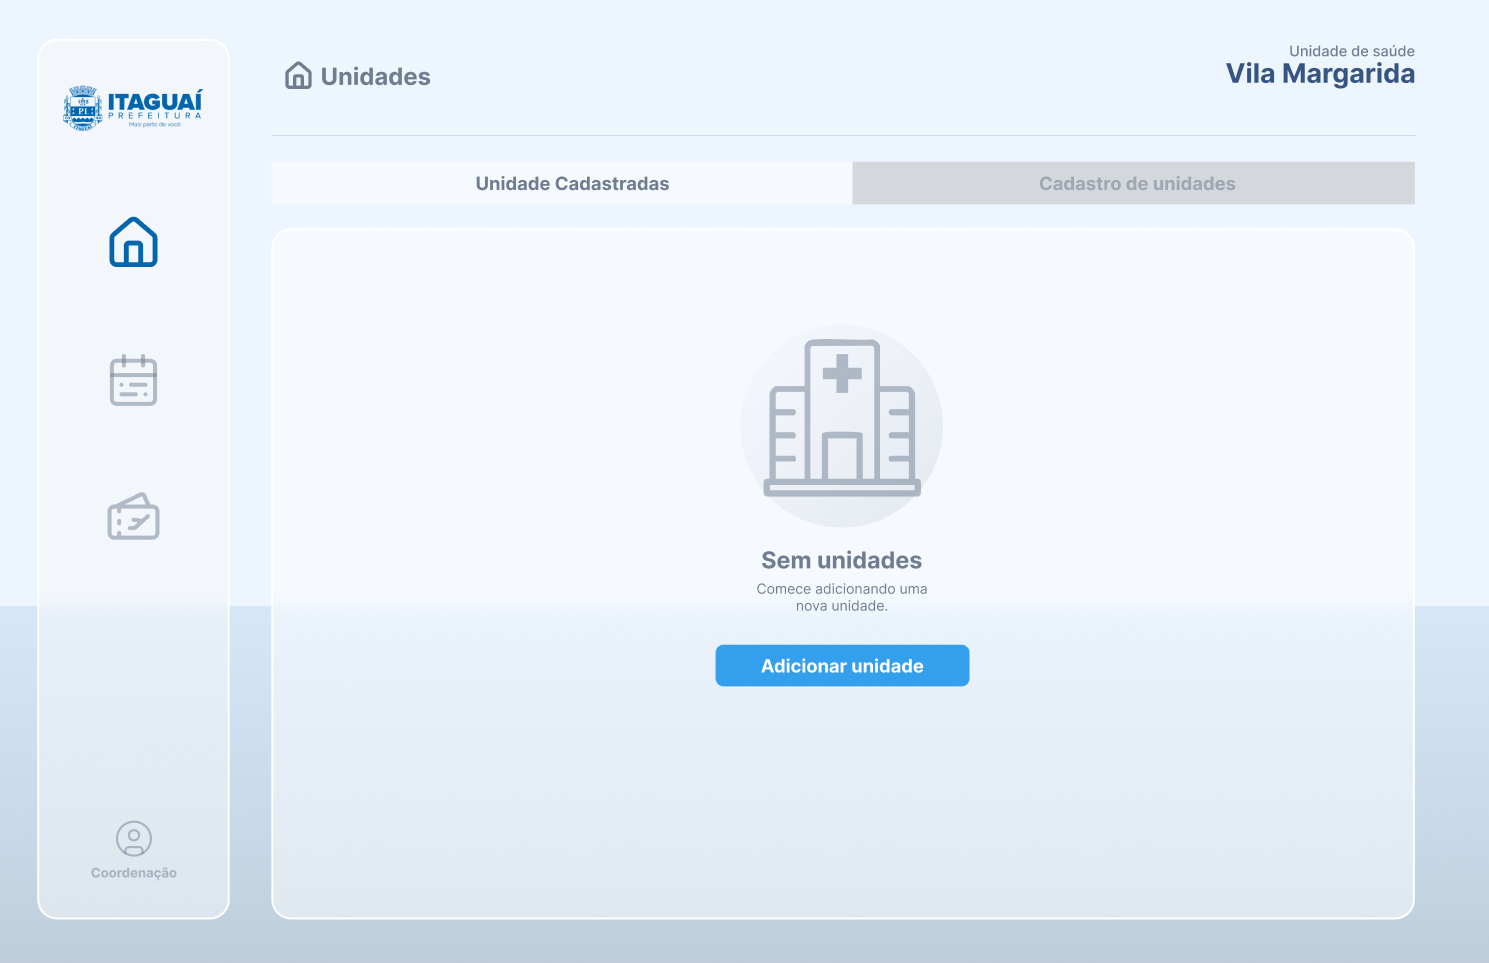 ITAGUAÍ
PREFEITURA
Mais perto de você
Unidades
Unidade de saúde
Vila Margarida
Unidade Cadastradas
Cadastro de unidades
Sem unidades
Comece adicionando uma
nova unidade.
Adicionar unidade
Coordenação